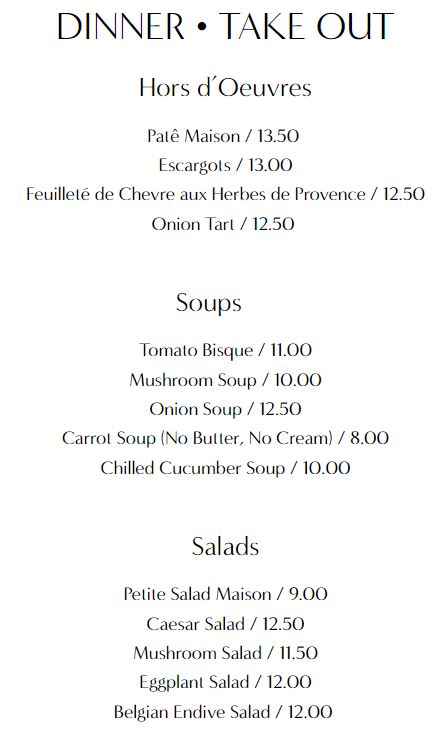 DINNER • TAKE OUT
Hors d'Oeuvres
Patê Maison / 13.50
Escargots / 13.00
Feuilleté de Chevre aux Herbes de Provence / 12.50
Onion Tart / 12.50
Soups
Tomato Bisque / 11.00
Mushroom Soup / 10.00
Onion Soup / 12.50
Carrot Soup (No Butter, No Cream) / 8.00
Chilled Cucumber Soup / 10.00
Salads
Petite Salad Maison / 9.00
Caesar Salad / 12.50
Mushroom Salad / 11.50
Eggplant Salad / 12.00
Belgian Endive Salad / 12.00